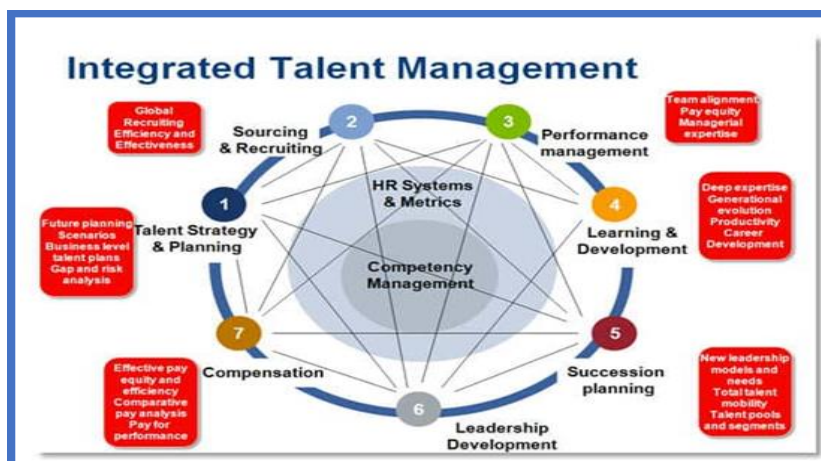 Integrated Talent Management
Global
Recruiting
Efficiency and
Effectiveness
2
Sourcing
& Recruiting
3
Performance
management
Team alignment
Pay equity
Managerial
expertise
HR Systems
& Metrics
1
Talent Strategy
& Planning
Future planning
Scenarios
Business level
talent plans
Gap and risk
analysis
4
Learning &
Development
Deep expertise
Generational
evolution
Productivity
Career
Development
Competency
Management
7
Compensation
Effective pay
equity and
efficiency
Comparative
pay analysis
Pay for
performance
5
Succession
planning
New leadership
models and
needs
Total talent
mobility
Talent pools
and segments
6
Leadership
Development